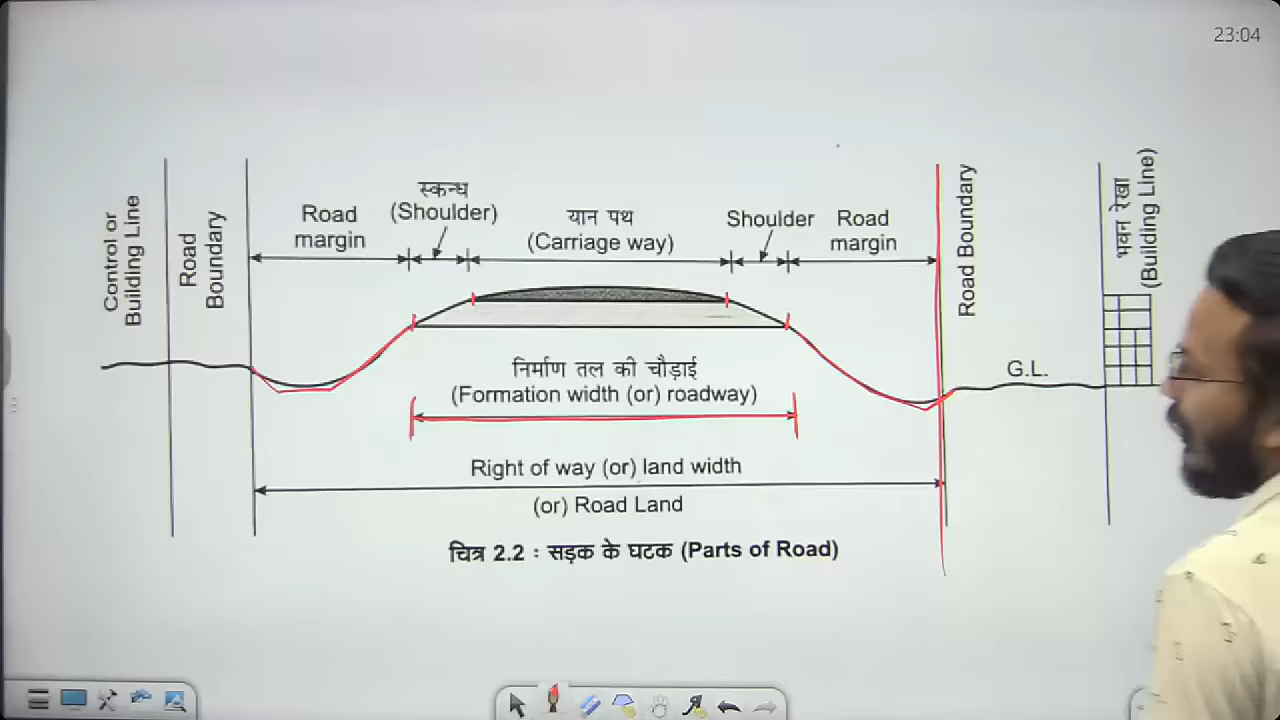 23:04
Control or
Building Line
Road
Boundary
Road
margin
स्कन्ध
(Shoulder)
यान पथ
(Carriage way)
Shoulder
Road
margin
Road Boundary
भवन रेखा
(Building Line)
G.L.
निर्माण तल की चौड़ाई
(Formation width (or) roadway)
Right of way (or) land width
(or) Road Land
चित्र 2.2 : सड़क के घटक (Parts of Road)